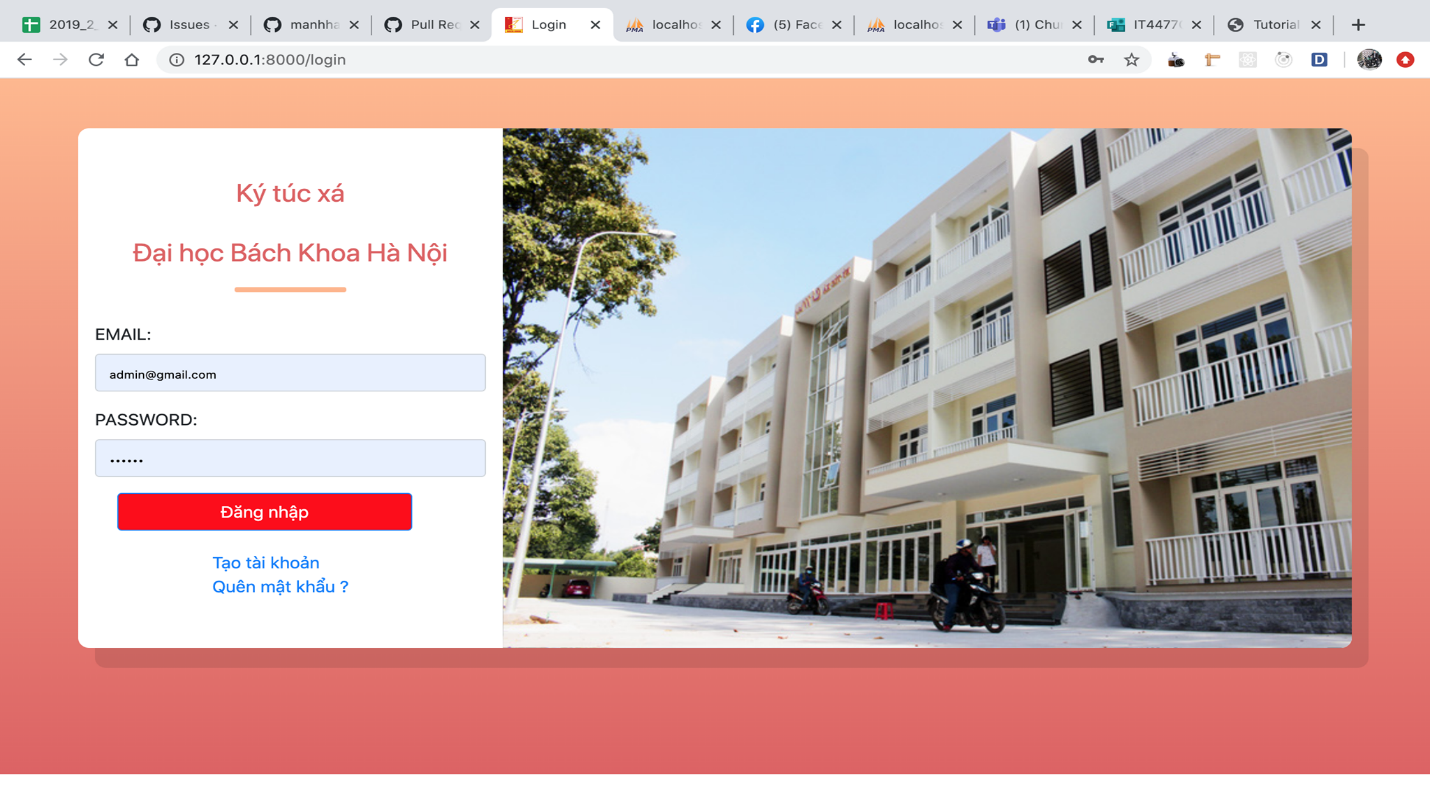 2019_2_
Issues ·
manhha
Pull Rec
Login
localhos
(5) Face
localhos
(1) Chu
IT4477
Tutorial
127.0.0.1:8000/login
Ký túc xá
Đại học Bách Khoa Hà Nội
EMAIL:
admin@gmail.com
PASSWORD:
••••••
Đăng nhập
Tạo tài khoản
Quên mật khẩu ?